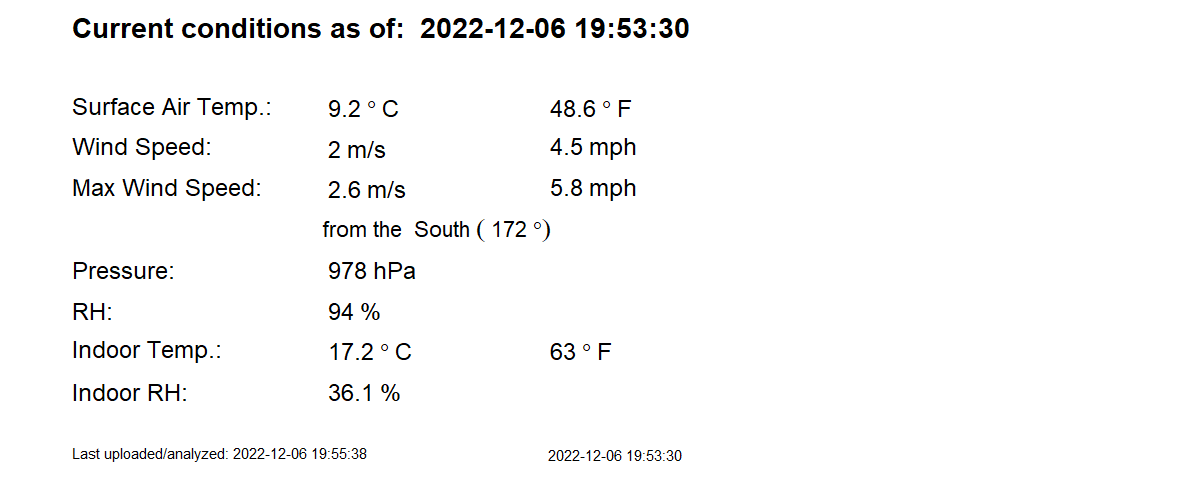 Current conditions as of:  2022-12-06 19:53:30
Surface Air Temp.: 9.2 ° C 48.6 ° F
Wind Speed: 2 m/s 4.5 mph
Max Wind Speed: 2.6 m/s 5.8 mph
from the  South ( 172 °)
Pressure: 978 hPa
RH: 94 %
Indoor Temp.: 17.2 ° C 63 ° F
Indoor RH: 36.1 %
Last uploaded/analyzed: 2022-12-06 19:55:38 2022-12-06 19:53:30